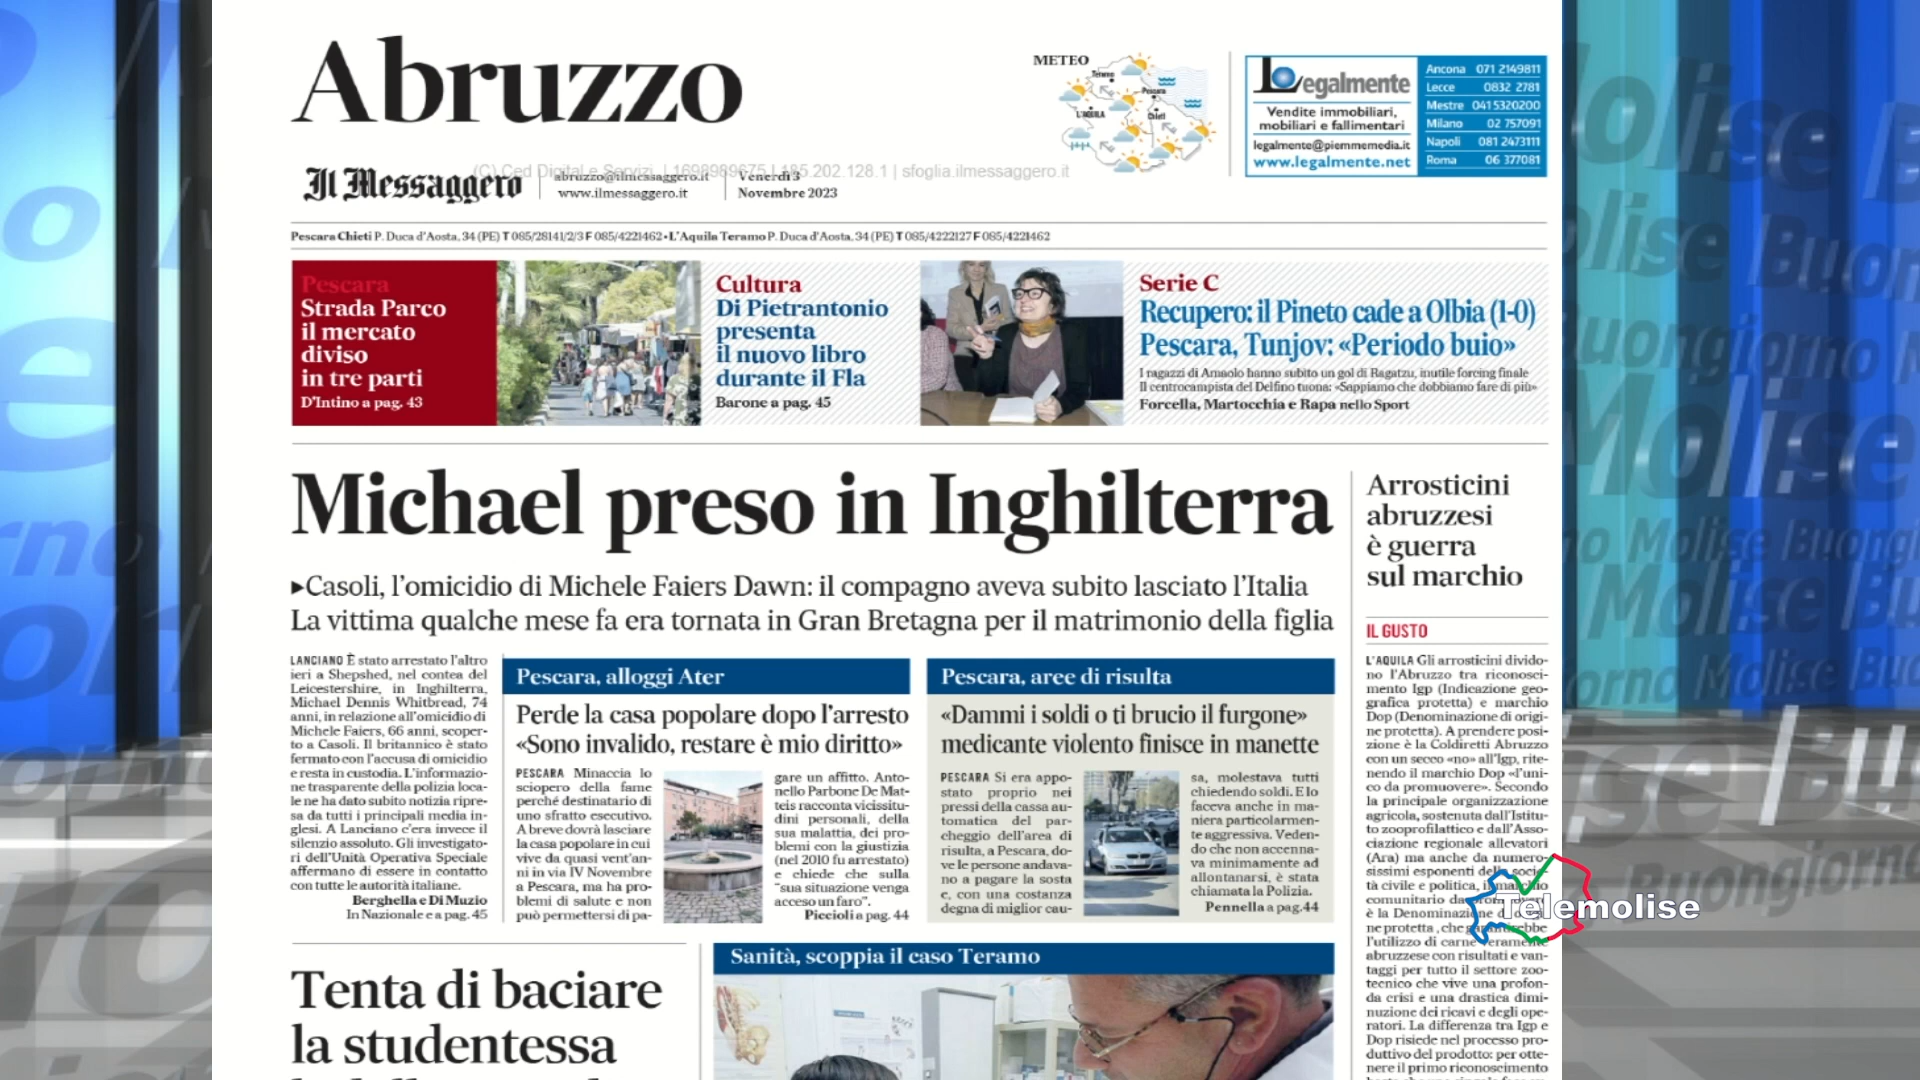 Abruzzo
METEO
Teramo
Pescara
L'AQUILA
Chieti
Legalmente
Vendite immobiliari,
mobiliari e fallimentari
legalmente@piemmemedia.it
www.legalmente.net
Ancona 071 2149811
Lecce 0832 2781
Mestre 0415320200
Milano 02 757091
Napoli 081 2473111
Roma 06 377081
(C) Ced Digital e Servizi | 1698989675 | 185.202.128.1 | sfoglia.ilmessaggero.it
Il Messaggero
abruzzo@ilmessaggero.it
www.ilmessaggero.it
Venerdì 3
Novembre 2023
Pescara Chieti P. Duca d'Aosta, 34 (PE) T 085/28141/2/3 F 085/4221462 • L'Aquila Teramo P. Duca d'Aosta, 34 (PE) T 085/4222127 F 085/4221462
Pescara
Strada Parco
il mercato
diviso
in tre parti
D'Intino a pag. 43
Cultura
Di Pietrantonio
presenta
il nuovo libro
durante il Fla
Barone a pag. 45
Serie C
Recupero: il Pineto cade a Olbia (1-0)
Pescara, Tunjov: «Periodo buio»
I ragazzi di Amaolo hanno subìto un gol di Ragatzu, inutile forcing finale
Il centrocampista del Delfino tuona: «Sappiamo che dobbiamo fare di più»
Forcella, Martocchia e Rapa nello Sport
Michael preso in Inghilterra
►Casoli, l'omicidio di Michele Faiers Dawn: il compagno aveva subito lasciato l'Italia
La vittima qualche mese fa era tornata in Gran Bretagna per il matrimonio della figlia
LANCIANO È stato arrestato l'altro
ieri a Shepshed, nel contea del
Leicestershire, in Inghilterra,
Michael Dennis Whitbread, 74
anni, in relazione all'omicidio di
Michele Faiers, 66 anni, scoper-
to a Casoli. Il britannico è stato
fermato con l'accusa di omicidio
e resta in custodia. L'informazio-
ne trasparente della polizia loca-
le ne ha dato subito notizia ripre-
sa da tutti i principali media in-
glesi. A Lanciano c'era invece il
silenzio assoluto. Gli investigato-
ri dell'Unità Operativa Speciale
affermano di essere in contatto
con tutte le autorità italiane.
Berghella e Di Muzio
In Nazionale e a pag. 45
Pescara, alloggi Ater
Perde la casa popolare dopo l'arresto
«Sono invalido, restare è mio diritto»
PESCARA Minaccia lo
sciopero della fame
perché destinatario di
uno sfratto esecutivo.
A breve dovrà lasciare
la casa popolare in cui
vive da quasi vent'an-
ni in via IV Novembre
a Pescara, ma ha pro-
blemi di salute e non
può permettersi di pa-
gare un affitto. Anto-
nello Parbone De Mat-
teis racconta vicissitu-
dini personali, della
sua malattia, dei pro-
blemi con la giustizia
(nel 2010 fu arrestato)
e chiede che sulla
"sua situazione venga
acceso un faro".
Piccioli a pag. 44
Pescara, aree di risulta
«Dammi i soldi o ti brucio il furgone»
medicante violento finisce in manette
PESCARA Si era appo-
stato proprio nei
pressi della cassa au-
tomatica del par-
cheggio dell'area di
risulta, a Pescara, do-
ve le persone andava-
no a pagare la sosta
e, con una costanza
degna di miglior cau-
sa, molestava tutti
chiedendo soldi. E lo
faceva anche in ma-
niera particolarmen-
te aggressiva. Veden-
do che non accenna-
va minimamente ad
allontanarsi, è stata
chiamata la Polizia.
Pennella a pag.44
Arrosticini
abruzzesi
è guerra
sul marchio
IL GUSTO
L'AQUILA Gli arrosticini divido-
no l'Abruzzo tra riconosci-
mento Igp (Indicazione geo-
grafica protetta) e marchio
Dop (Denominazione di origi-
ne protetta). A prendere posi-
zione è la Coldiretti Abruzzo
con un secco «no» all'Igp, rite-
nendo il marchio Dop «l'uni-
co da promuovere». Secondo
la principale organizzazione
agricola, sostenuta dall'Istitu-
to zooprofilattico e dall'Asso-
ciazione regionale allevatori
(Ara) ma anche da numero-
sissimi esponenti della socie-
tà civile e politica, il marchio
comunitario da
è la Denominazione
ne protetta, che garantirebbe
l'utilizzo di carne veramente
abruzzese con risultati e van-
taggi per tutto il settore zoo-
tecnico che vive una profon-
da crisi e una drastica dimi-
nuzione dei ricavi e degli ope-
ratori. La differenza tra Igp e
Dop risiede nel processo pro-
duttivo del prodotto: per otte-
nere il primo riconoscimento
Telemolise
Tenta di baciare
la studentessa
Sanità, scoppia il caso Teramo
Buongiorno Molise